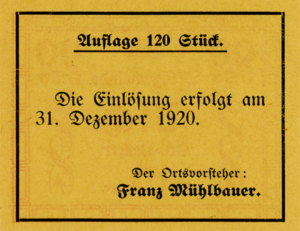 Auflage 120 Stück.
Die Einlösung erfolgt am
31. Dezember 1920.
Der Ortsvorsteher:
Franz Mühlbauer.